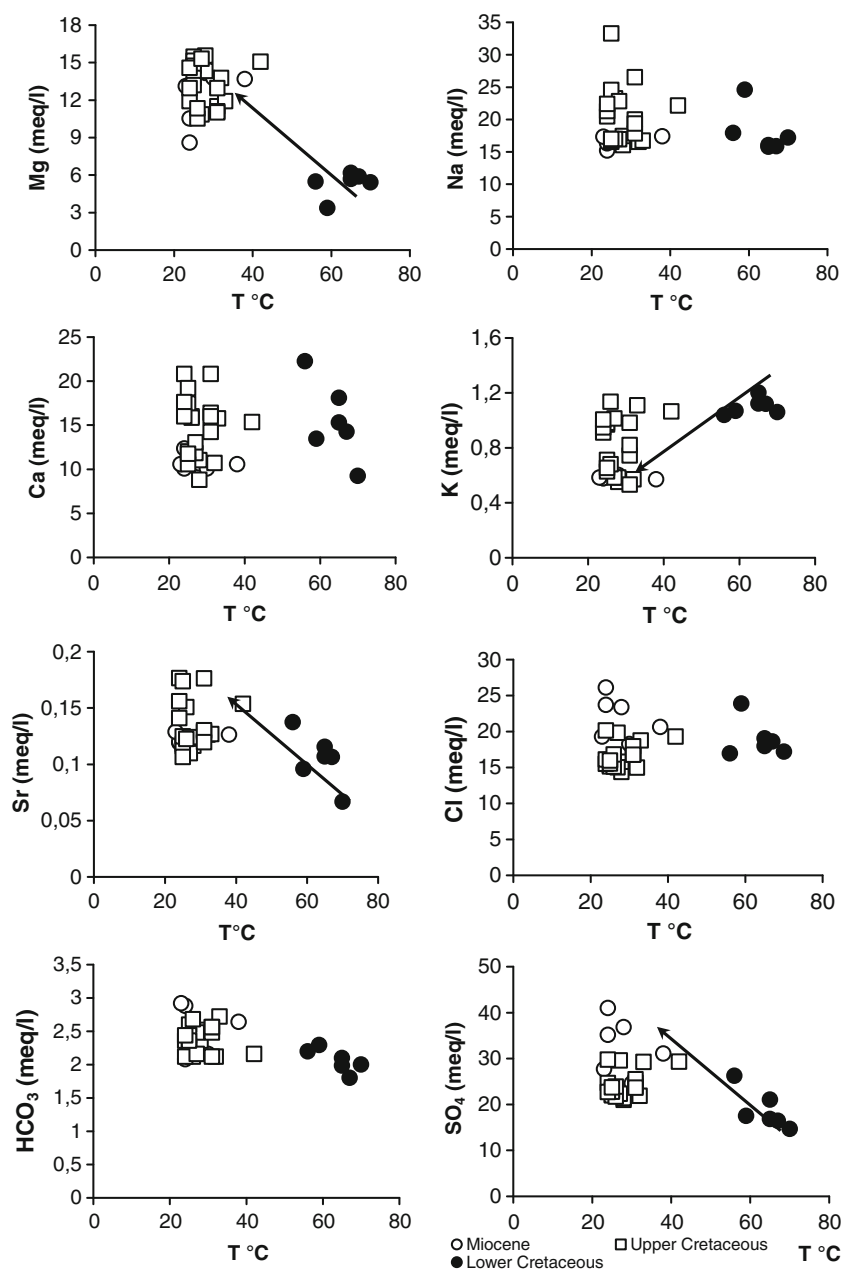 18
15
12
9
6
3
0
Mg (meq/l)
0 20 40 60 80
T °C
35
30
25
20
15
10
5
0
Na (meq/l)
0 20 40 60 80
T °C
25
20
15
10
5
0
Ca (meq/l)
0 20 40 60 80
T °C
1,6
1,2
0,8
0,4
0
K (meq/l)
0 20 40 60 80
T °C
0,2
0,15
0,1
0,05
0
Sr (meq/l)
0 20 40 60 80
T°C
30
25
20
15
10
5
0
Cl (meq/l)
0 20 40 60 80
T °C
3,5
3
2,5
2
1,5
1
0,5
0
HCO₃ (meq/l)
0 20 40 60 80
T °C
50
40
30
20
10
0
SO₄ (meq/l)
0 20 40 60 80
T °C
Miocene
Upper Cretaceous
Lower Cretaceous